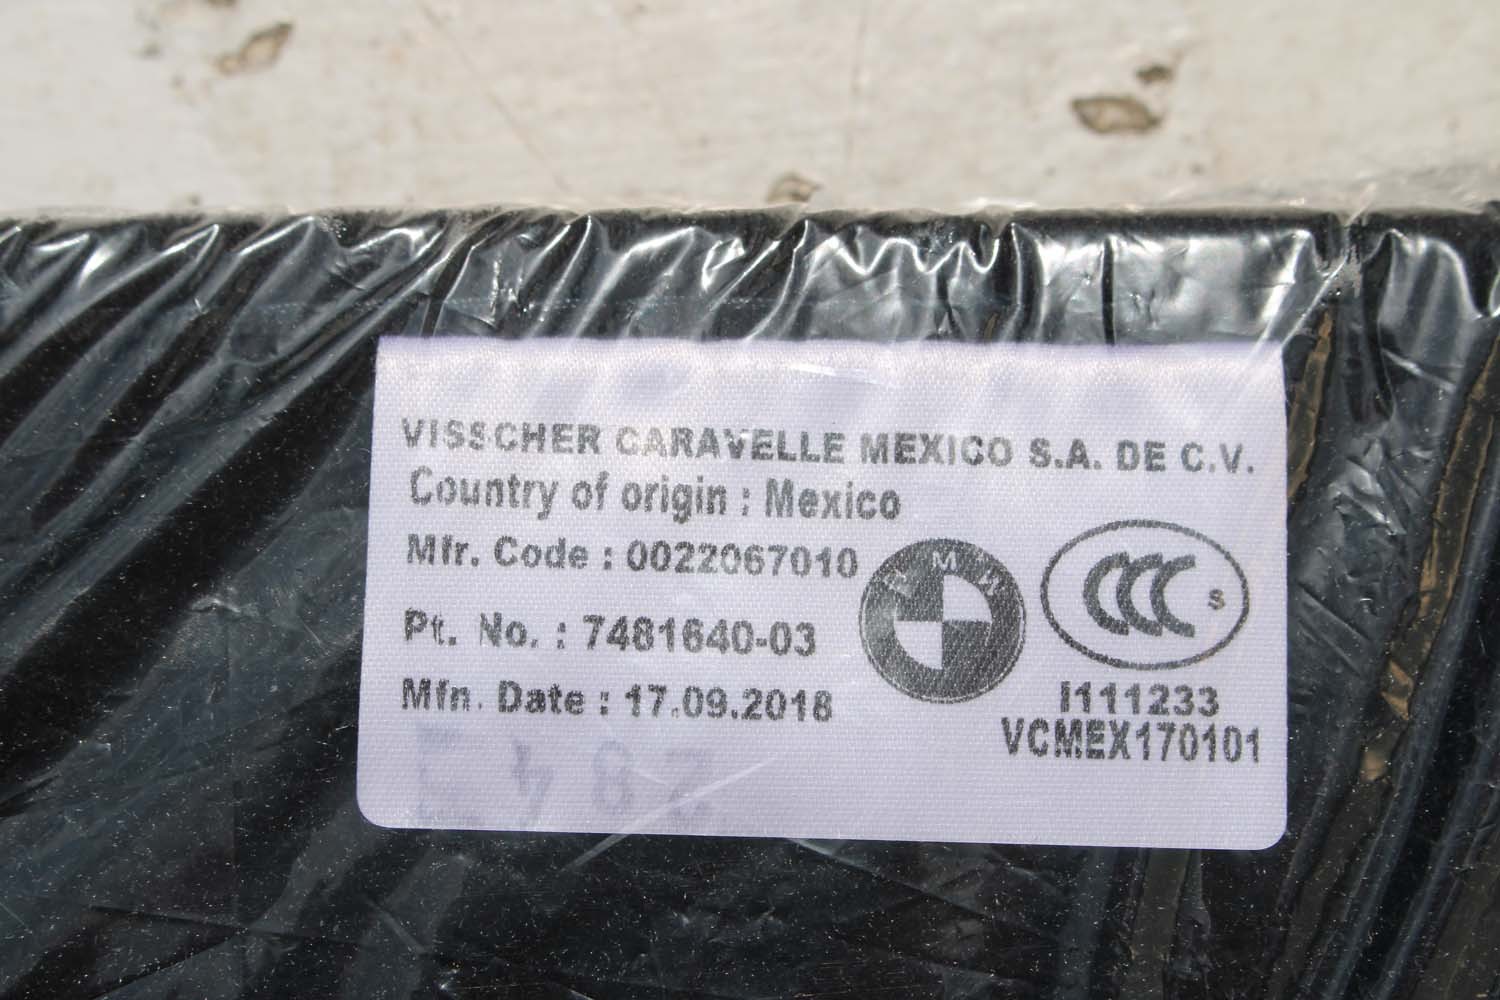 VISSCHER CARAVELLE MEXICO S.A. DE C.V.
Country of origin : Mexico
Mfr. Code : 0022067010
Pt. No. : 7481640-03
Mfn. Date : 17.09.2018
BMW
CCC S
I111233
VCMEX170101